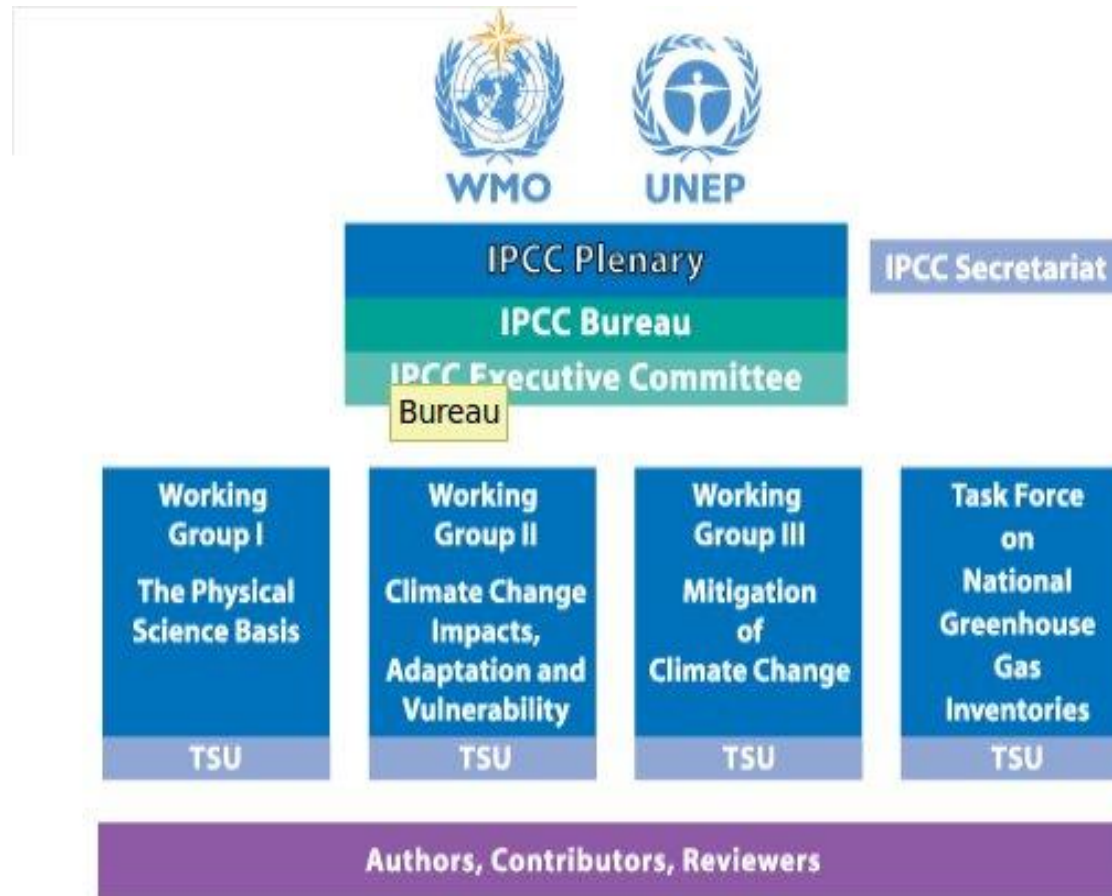 WMO
UNEP
IPCC Plenary
IPCC Secretariat
IPCC Bureau
IPCC Executive Committee
Bureau
Working
Group I
The Physical
Science Basis
TSU
Working
Group II
Climate Change
Impacts,
Adaptation and
Vulnerability
TSU
Working
Group III
Mitigation
of
Climate Change
TSU
Task Force
on
National
Greenhouse
Gas
Inventories
TSU
Authors, Contributors, Reviewers